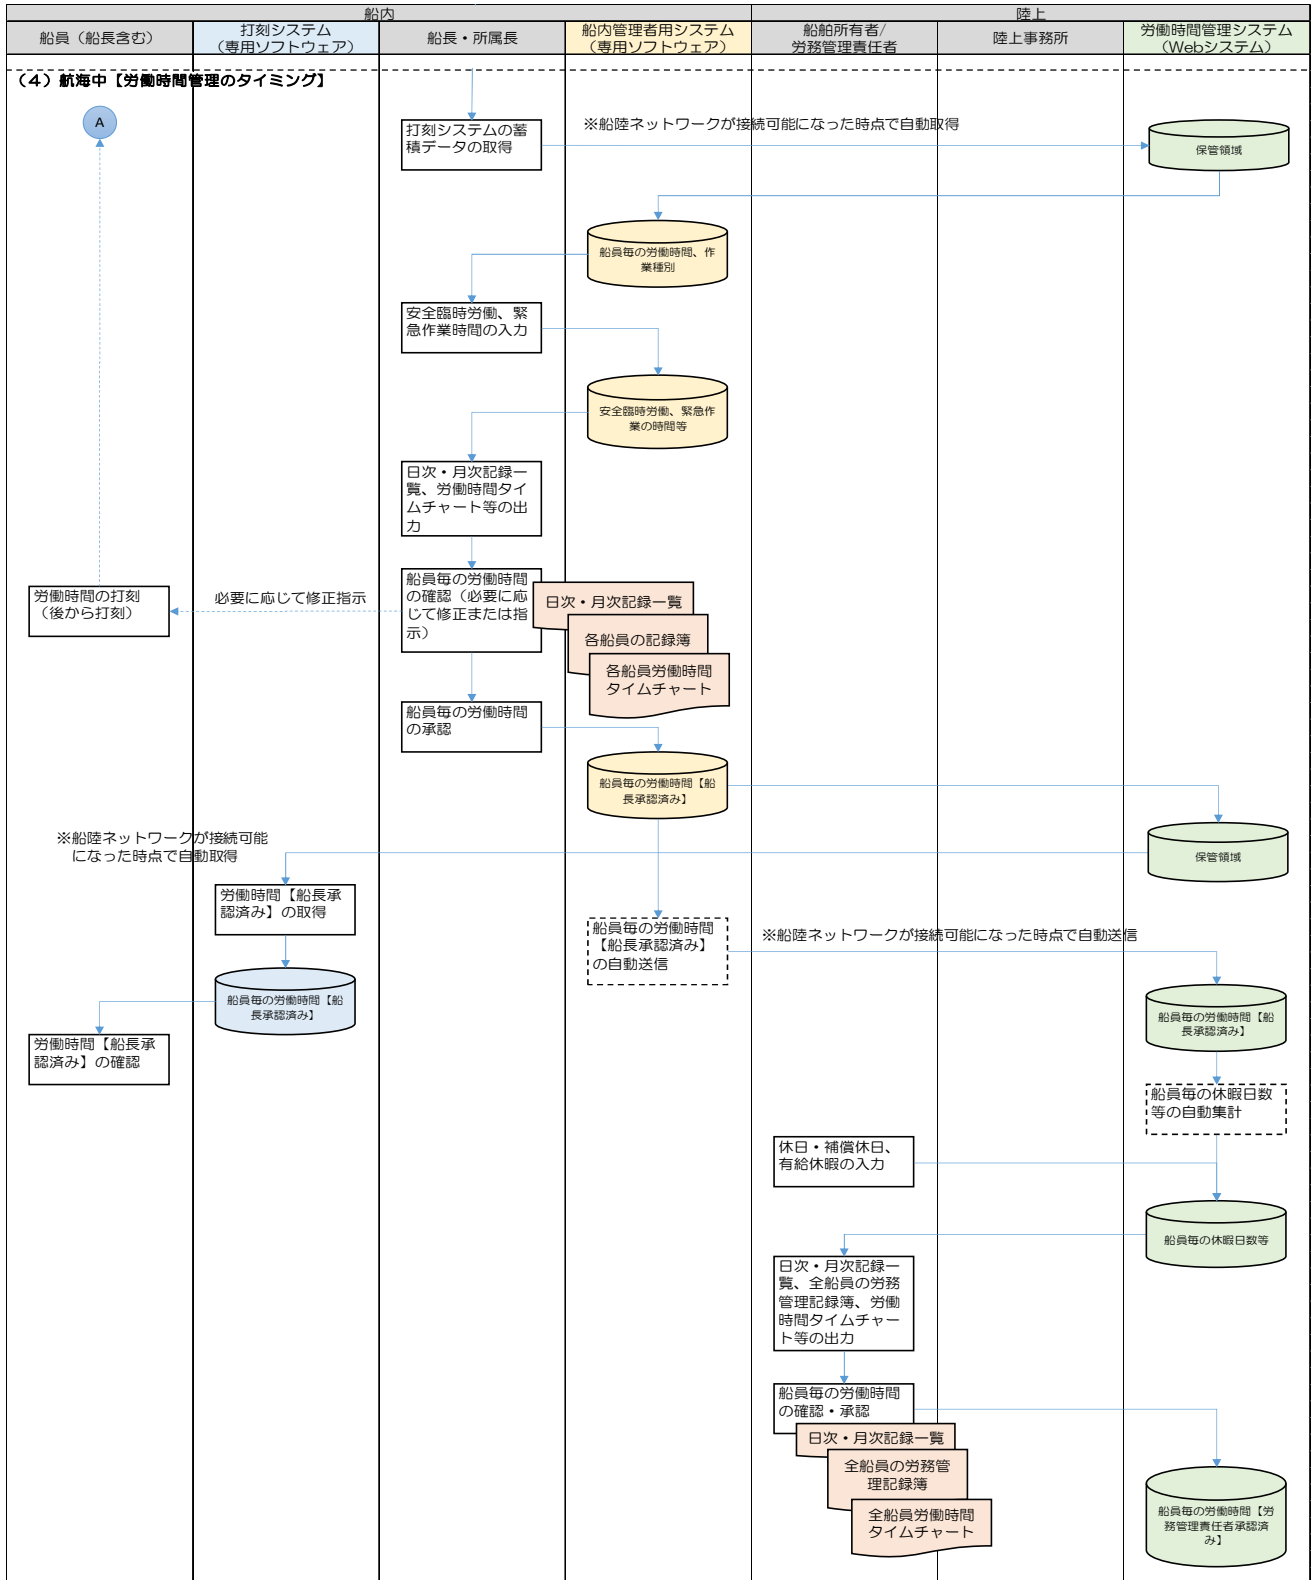 船内
陸上
船員（船長含む）
打刻システム
（専用ソフトウェア）
船長・所属長
船内管理者用システム
（専用ソフトウェア）
船舶所有者/
労務管理責任者
陸上事務所
労働時間管理システム
（Webシステム）
（４）航海中【労働時間管理のタイミング】
A
打刻システムの蓄
積データの取得
※船陸ネットワークが接続可能になった時点で自動取得
保管領域
船員毎の労働時間、作
業種別
安全臨時労働、緊
急作業時間の入力
安全臨時労働、緊急作
業の時間等
日次・月次記録一
覧、労働時間タイ
ムチャート等の出
力
労働時間の打刻
（後から打刻）
必要に応じて修正指示
船員毎の労働時間
の確認（必要に応
じて修正または指
示）
日次・月次記録一覧
各船員の記録簿
各船員労働時間
タイムチャート
船員毎の労働時間
の承認
船員毎の労働時間【船
長承認済み】
※船陸ネットワークが接続可能
になった時点で自動取得
保管領域
労働時間【船長承
認済み】の取得
船員毎の労働時間
【船長承認済み】
の自動送信
※船陸ネットワークが接続可能になった時点で自動送信
船員毎の労働時間【船
長承認済み】
船員毎の労働時間【船
長承認済み】
労働時間【船長承
認済み】の確認
船員毎の休暇日数
等の自動集計
休日・補償休日、
有給休暇の入力
船員毎の休暇日数等
日次・月次記録一
覧、全船員の労務
管理記録簿、労働
時間タイムチャー
ト等の出力
船員毎の労働時間
の確認・承認
日次・月次記録一覧
全船員の労務管
理記録簿
全船員労働時間
タイムチャート
船員毎の労働時間【労
務管理責任者承認済
み】